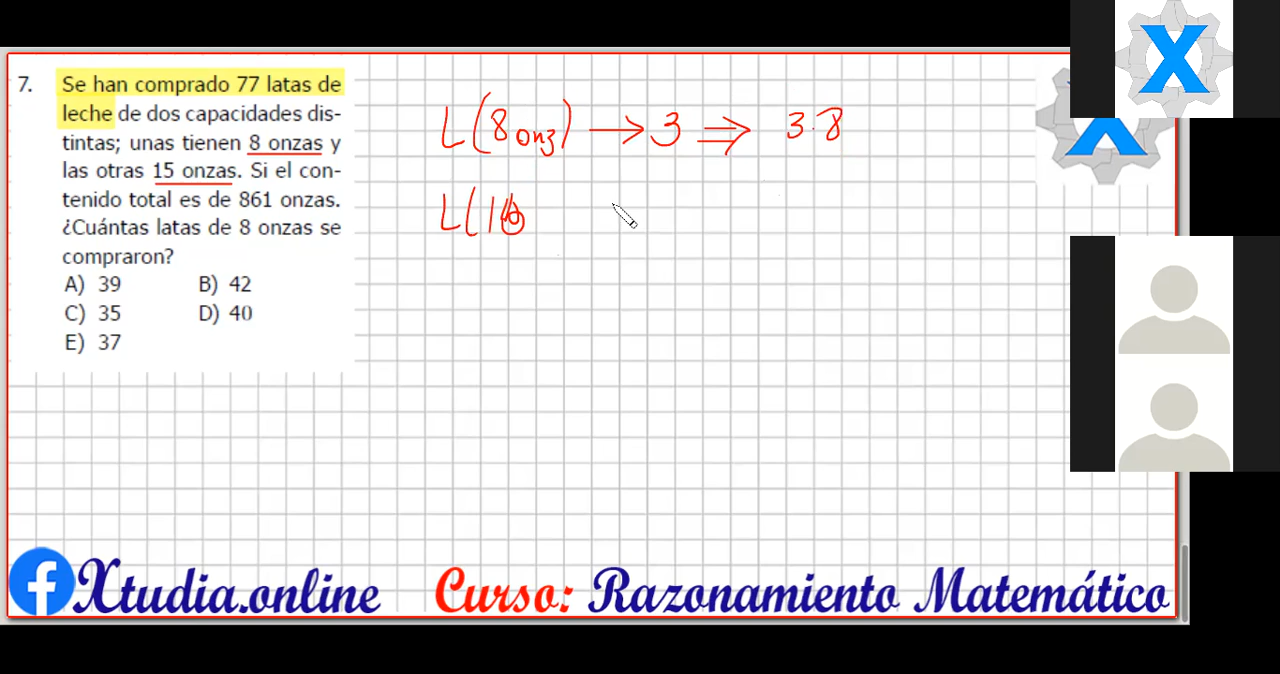 7. Se han comprado 77 latas de
leche de dos capacidades dis-
tintas; unas tienen 8 onzas y
las otras 15 onzas. Si el con-
tenido total es de 861 onzas.
¿Cuántas latas de 8 onzas se
compraron?
A) 39 B) 42
C) 35 D) 40
E) 37
L(8 onz) → 3 ⇒ 3.8
L(1
X
Xtudia.online Curso: Razonamiento Matemático